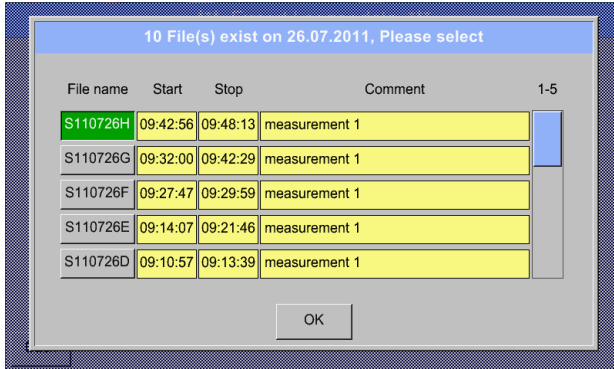 10 File(s) exist on 26.07.2011, Please select
File name Start Stop Comment 1-5
S110726H 09:42:56 09:48:13 measurement 1
S110726G 09:32:00 09:42:29 measurement 1
S110726F 09:27:47 09:29:59 measurement 1
S110726E 09:14:07 09:21:46 measurement 1
S110726D 09:10:57 09:13:39 measurement 1
OK